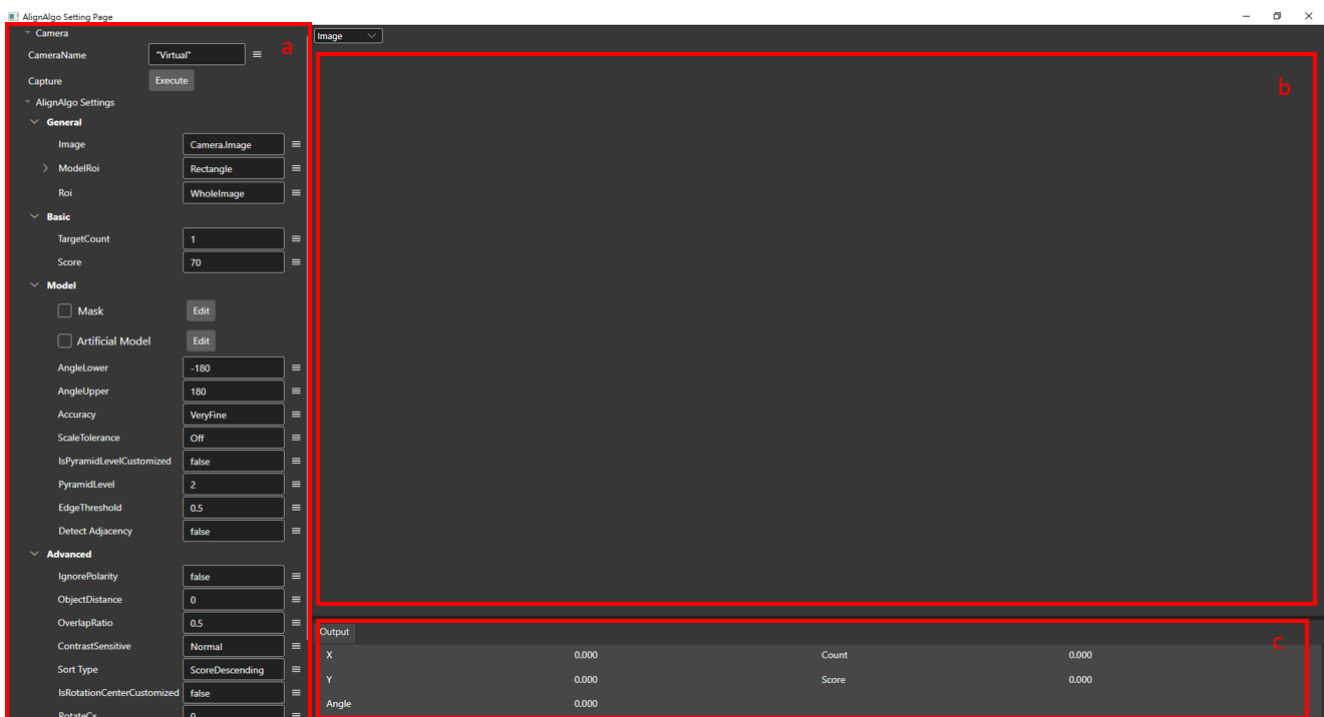 AlignAlgo Setting Page
Camera
CameraName "Virtual"
a
Capture Execute
AlignAlgo Settings
General
Image Camera.Image
ModelRoi Rectangle
Roi WholeImage
Basic
TargetCount 1
Score 70
Model
Mask Edit
Artificial Model Edit
AngleLower -180
AngleUpper 180
Accuracy VeryFine
ScaleTolerance Off
IsPyramidLevelCustomized false
PyramidLevel 2
EdgeThreshold 0.5
Detect Adjacency false
Advanced
IgnorePolarity false
ObjectDistance 0
OverlapRatio 0.5
ContrastSensitive Normal
Sort Type ScoreDescending
IsRotationCenterCustomized false
RotateCx 0
Image
b
Output
c
X 0.000 Count 0.000
Y 0.000 Score 0.000
Angle 0.000